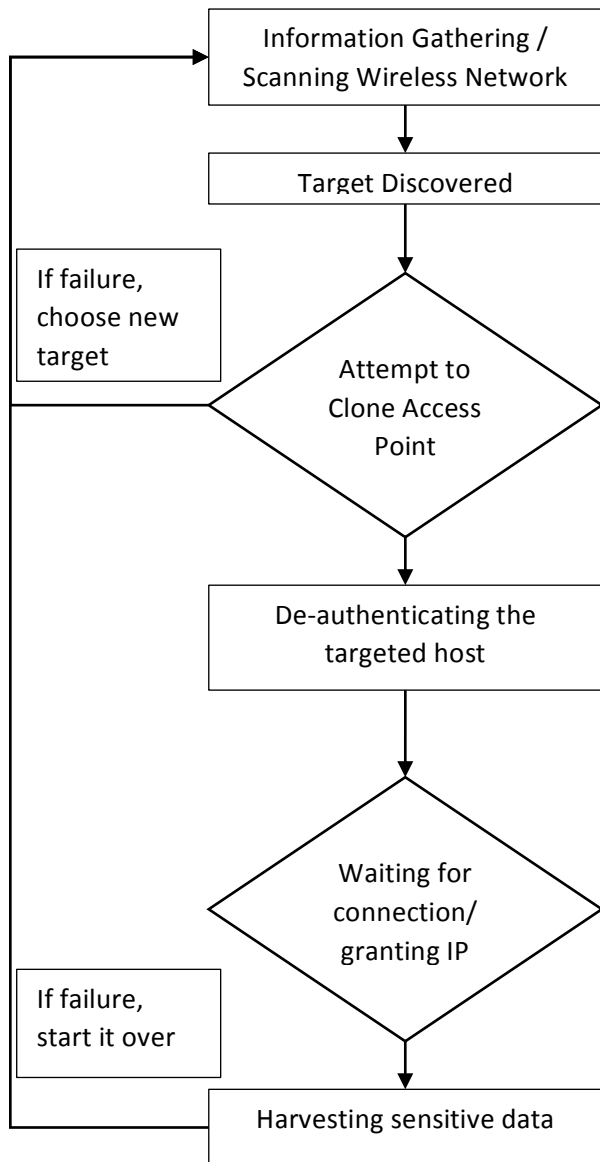 Information Gathering /
Scanning Wireless Network
Target Discovered
If failure,
choose new
target
Attempt to
Clone Access
Point
De-authenticating the
targeted host
Waiting for
connection/
granting IP
If failure,
start it over
Harvesting sensitive data